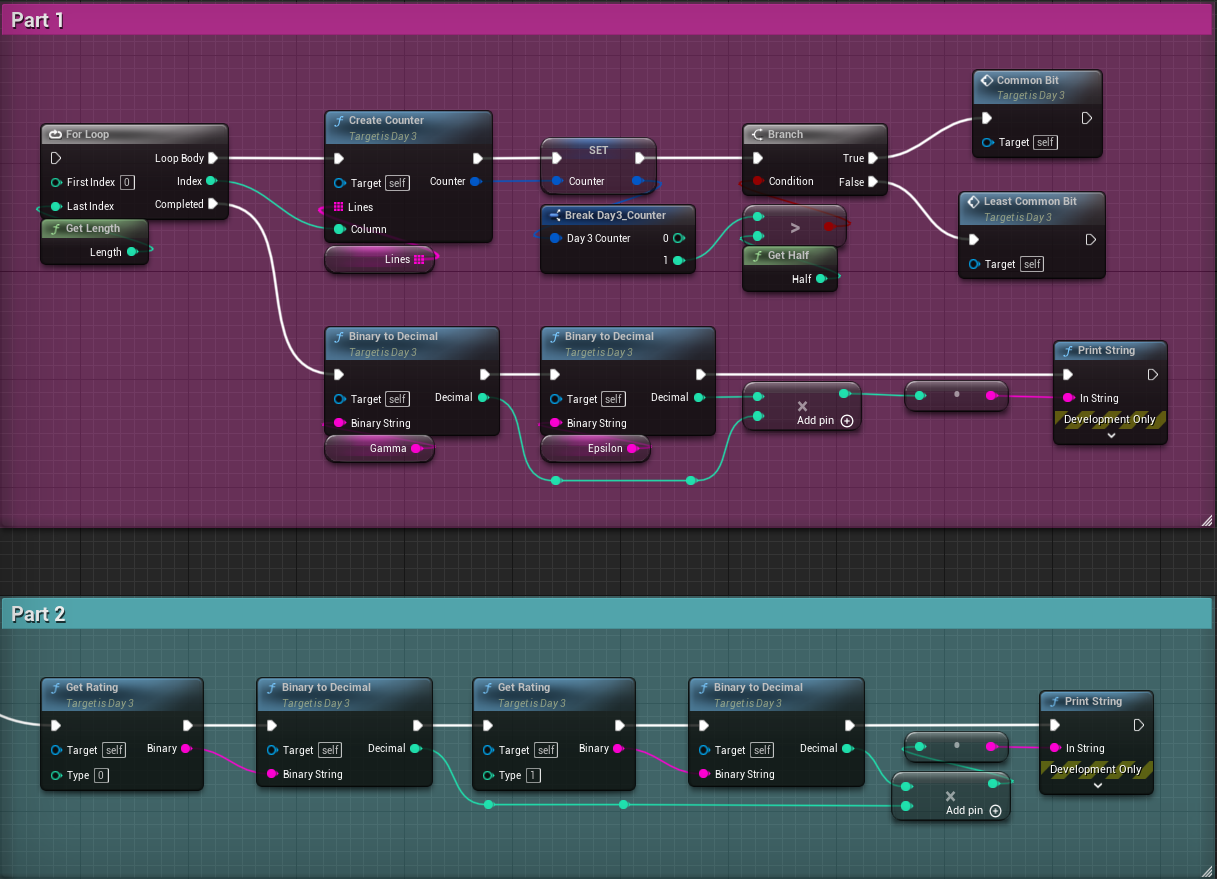 Part 1
For Loop
Loop Body
First Index 0
Index
Last Index
Completed
Get Length
Length
Create Counter
Target is Day 3
Target self
Counter
Lines
Column
Lines
SET
Counter
Break Day3_Counter
Day 3 Counter
0
1
Branch
True
Condition
False
>
Get Half
Half
Common Bit
Target is Day 3
Target self
Least Common Bit
Target is Day 3
Target self
Binary to Decimal
Target is Day 3
Target self
Decimal
Binary String
Gamma
Binary to Decimal
Target is Day 3
Target self
Decimal
Binary String
Epsilon
×
Add pin
Print String
In String
Development Only
Part 2
Get Rating
Target is Day 3
Target self
Binary
Type 0
Binary to Decimal
Target is Day 3
Target self
Decimal
Binary String
Get Rating
Target is Day 3
Target self
Binary
Type 1
Binary to Decimal
Target is Day 3
Target self
Decimal
Binary String
×
Add pin
Print String
In String
Development Only